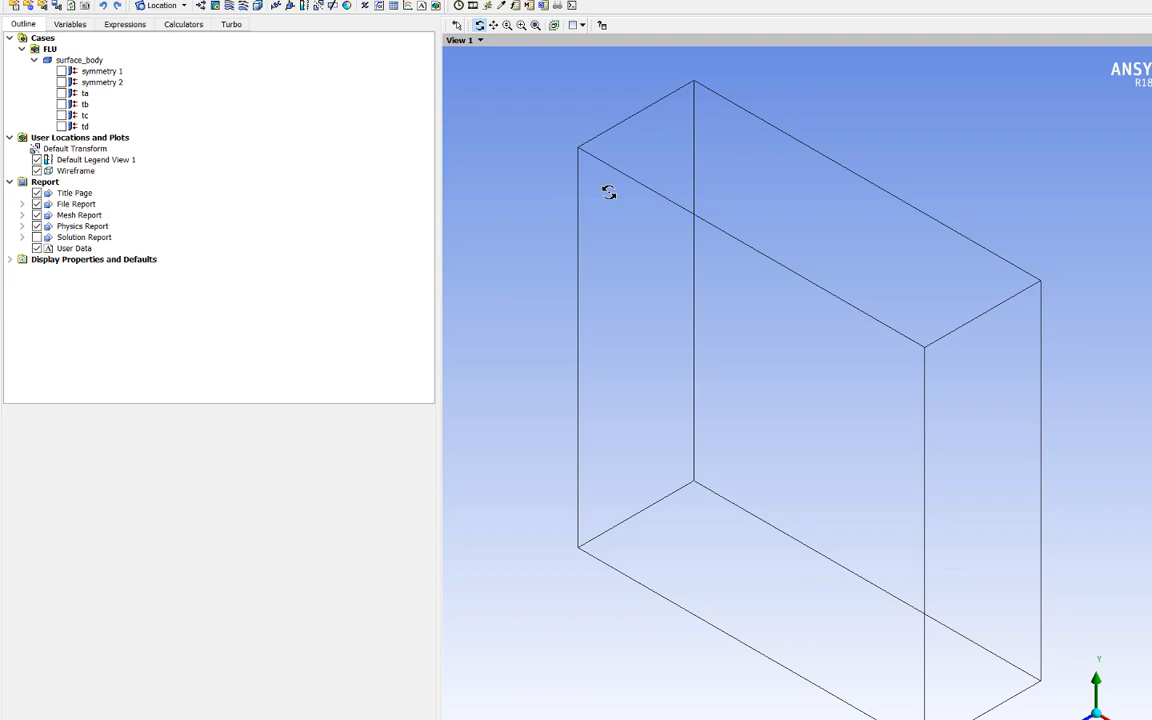 Location
Outline Variables Expressions Calculators Turbo
Cases
FLU
surface_body
symmetry 1
symmetry 2
ta
tb
tc
td
User Locations and Plots
Default Transform
Default Legend View 1
Wireframe
Report
Title Page
File Report
Mesh Report
Physics Report
Solution Report
A User Data
Display Properties and Defaults
View 1
ANSY
R18
Y